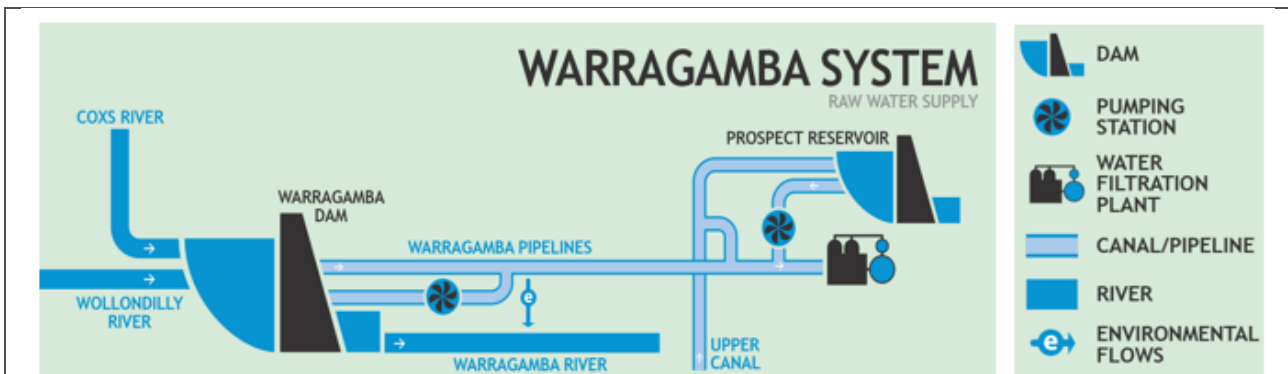 WARRAGAMBA SYSTEM
RAW WATER SUPPLY
COXS RIVER
PROSPECT RESERVOIR
WARRAGAMBA
DAM
WARRAGAMBA PIPELINES
e
WOLLONDILLY
RIVER
WARRAGAMBA RIVER
UPPER
CANAL
DAM
PUMPING
STATION
WATER
FILTRATION
PLANT
CANAL/PIPELINE
RIVER
e
ENVIRONMENTAL
FLOWS